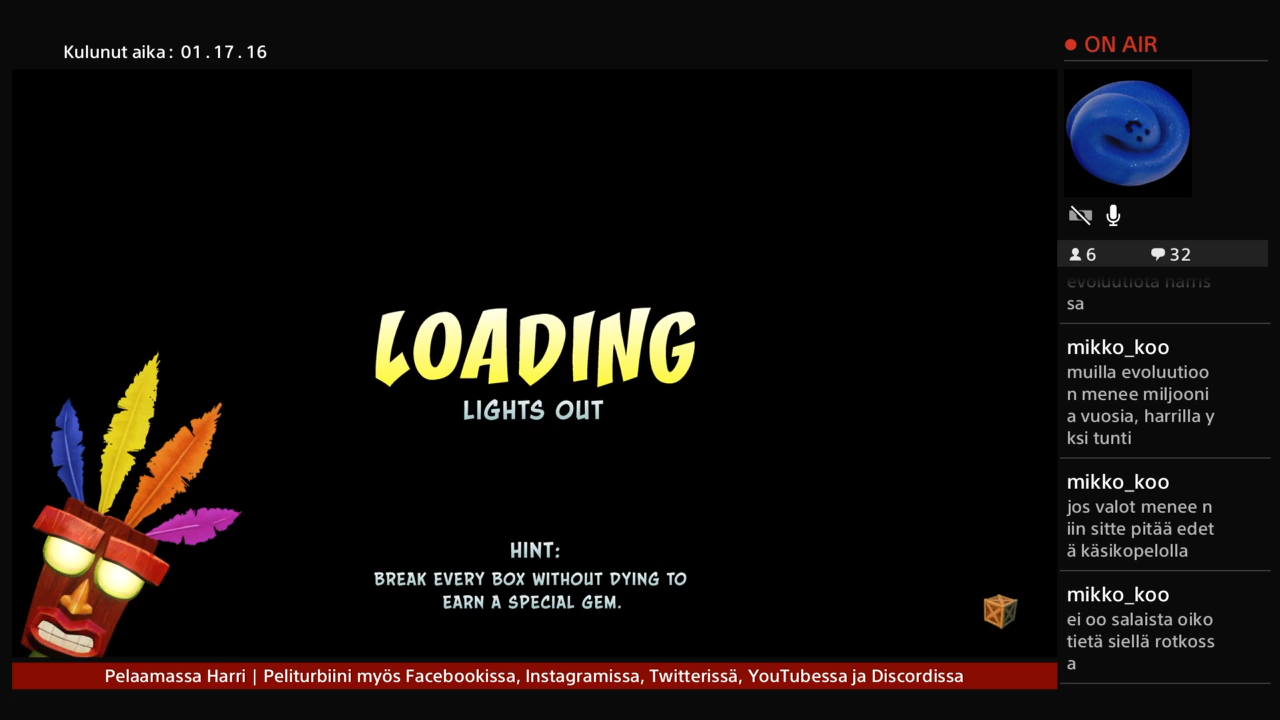 Kulunut aika: 01.17.16
ON AIR
6
32
LOADING
LIGHTS OUT
HINT:
BREAK EVERY BOX WITHOUT DYING TO
EARN A SPECIAL GEM.
evoluutiota harris
sa
mikko_koo
muilla evoluutioo
n menee miljooni
a vuosia, harrilla y
ksi tunti
mikko_koo
jos valot menee n
iin sitte pitää edet
ä käsikopelolla
mikko_koo
ei oo salaista oiko
tietä siellä rotkoss
a
Pelaamassa Harri | Peliturbiini myös Facebookissa, Instagramissa, Twitterissä, YouTubessa ja Discordissa